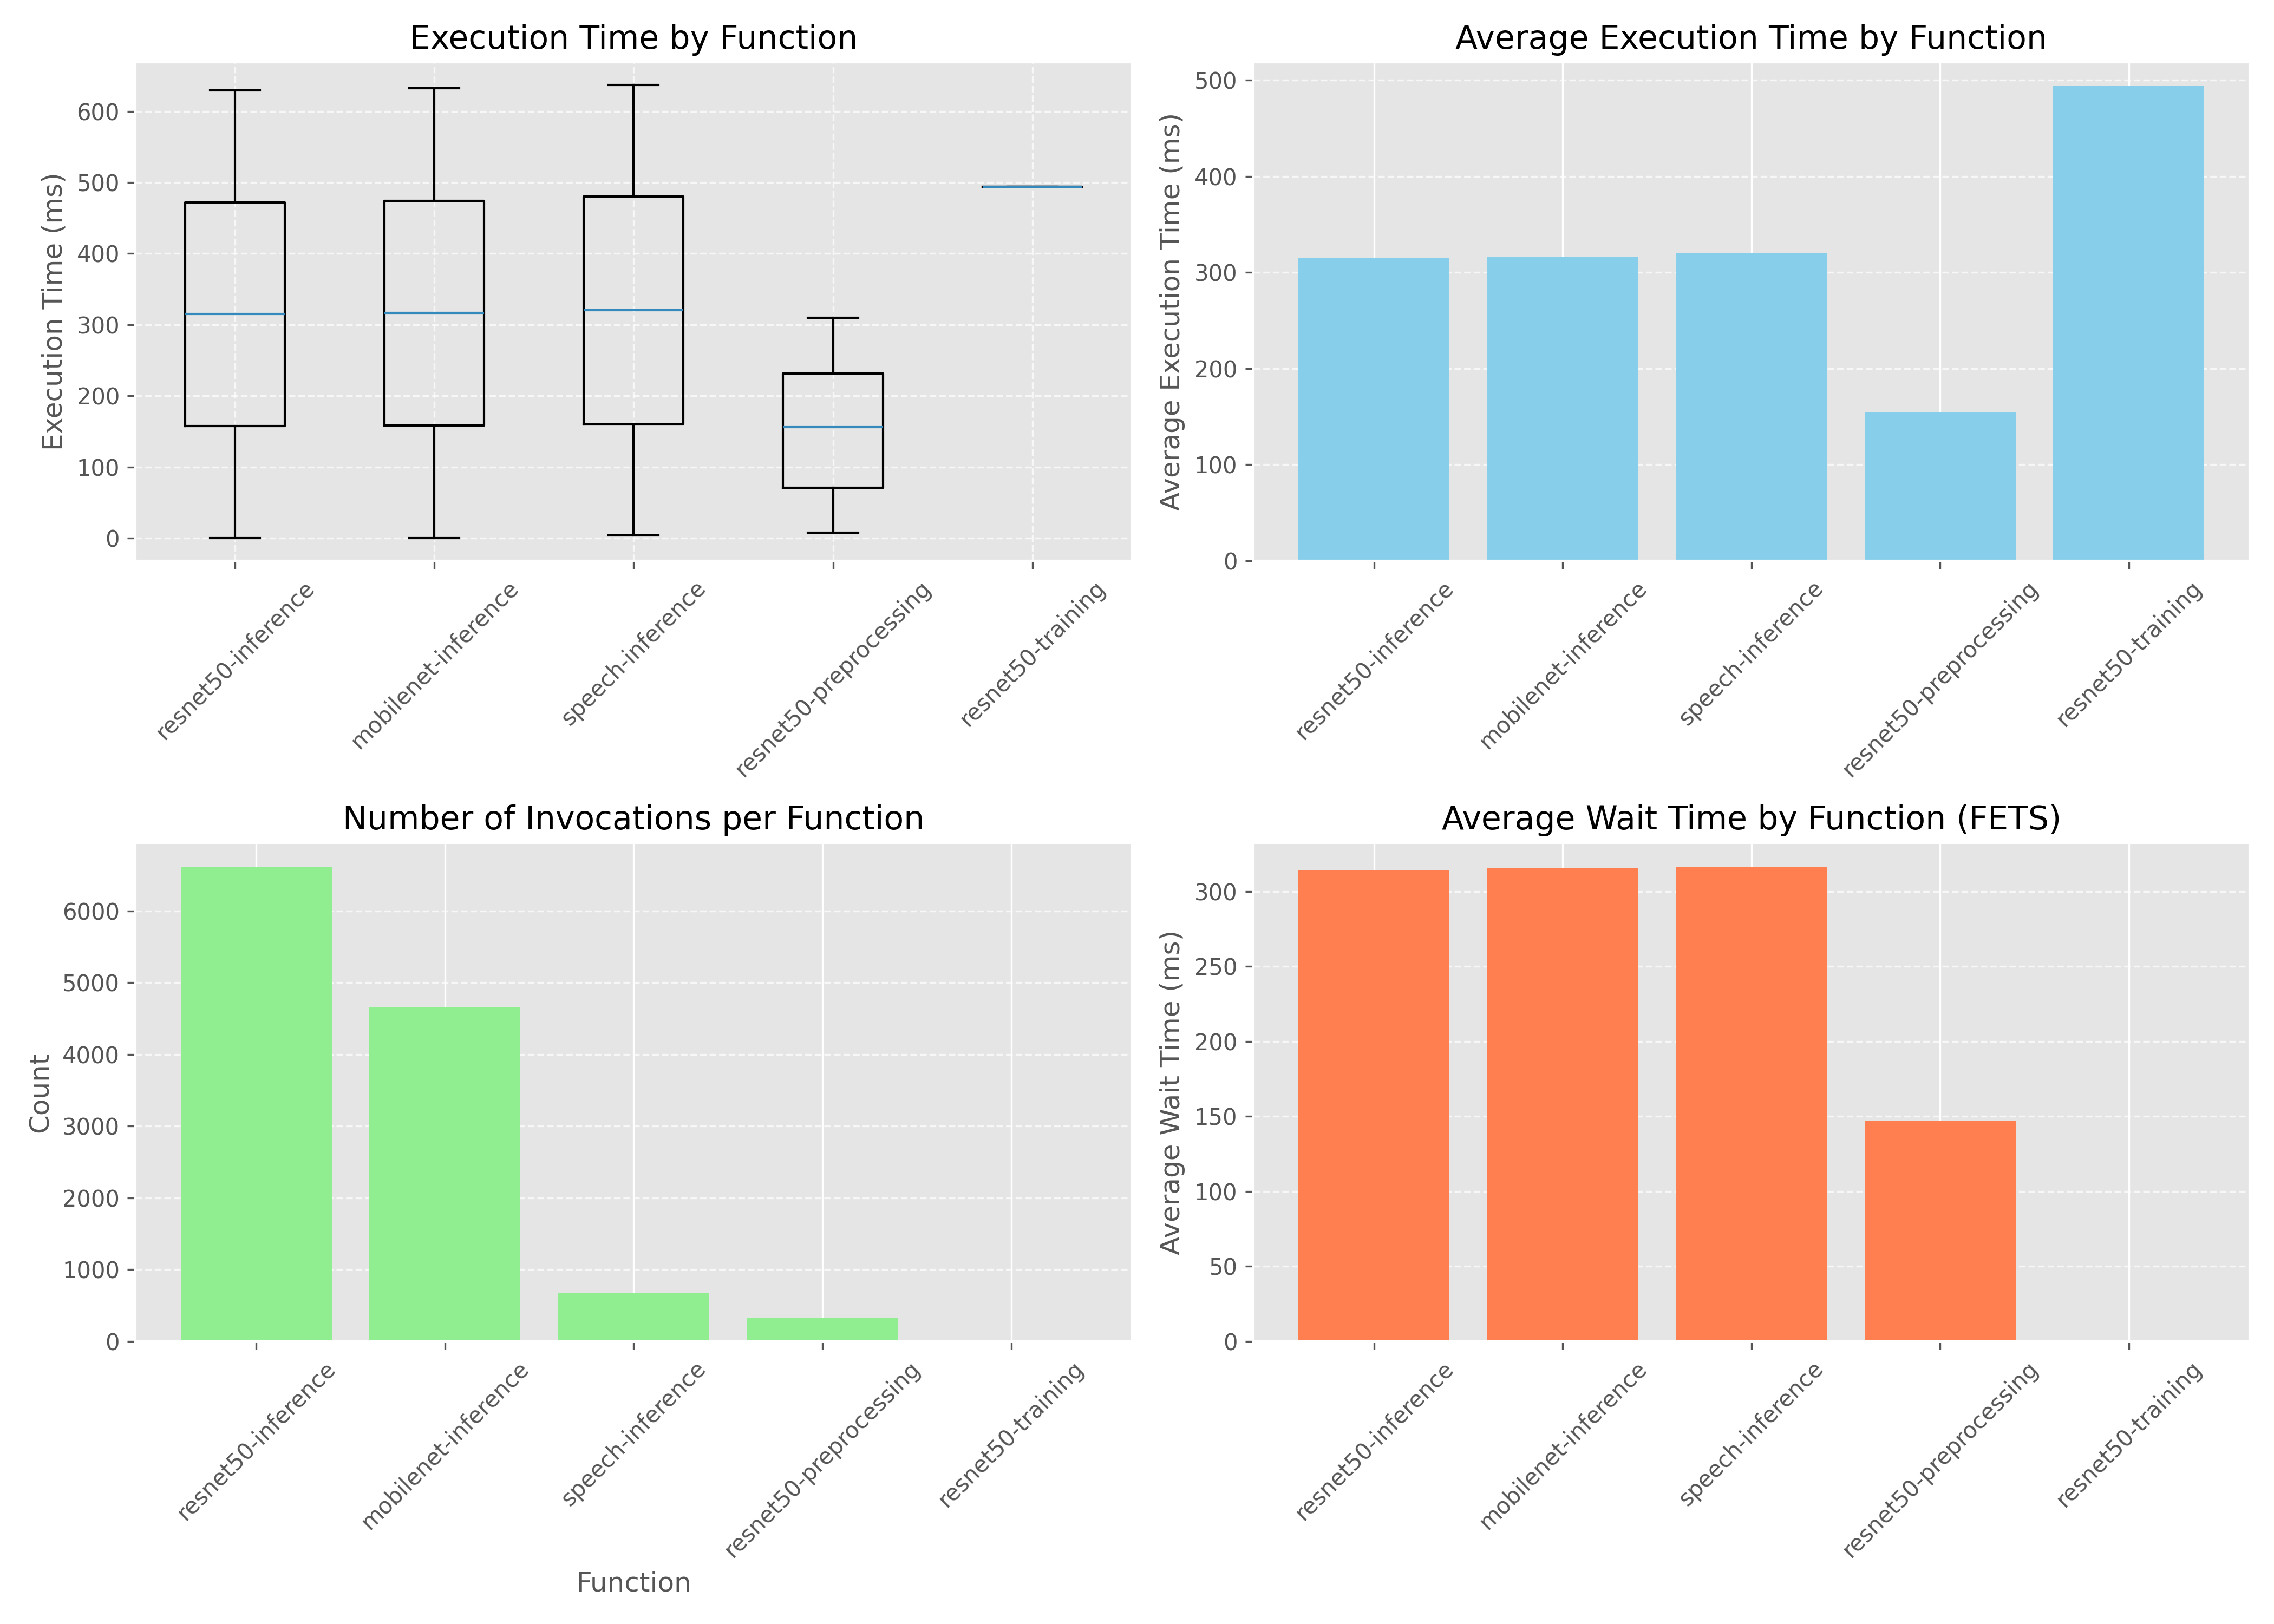 Execution Time by Function
Execution Time (ms)
600
500
400
300
200
100
0
resnet50-inference
mobilenet-inference
speech-inference
resnet50-preprocessing
resnet50-training
Average Execution Time by Function
Average Execution Time (ms)
500
400
300
200
100
0
resnet50-inference
mobilenet-inference
speech-inference
resnet50-preprocessing
resnet50-training
Number of Invocations per Function
Count
6000
5000
4000
3000
2000
1000
0
resnet50-inference
mobilenet-inference
speech-inference
resnet50-preprocessing
resnet50-training
Function
Average Wait Time by Function (FETS)
Average Wait Time (ms)
300
250
200
150
100
50
0
resnet50-inference
mobilenet-inference
speech-inference
resnet50-preprocessing
resnet50-training